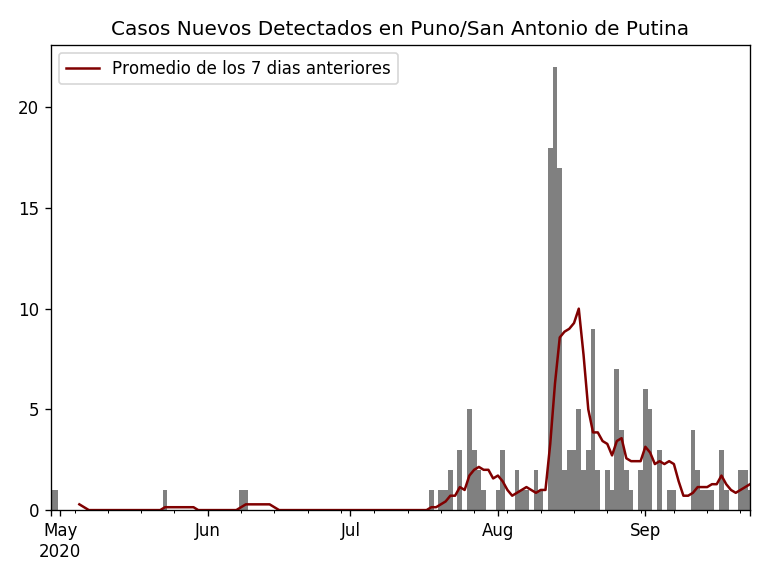 Casos Nuevos Detectados en Puno/San Antonio de Putina
Promedio de los 7 dias anteriores
20
15
10
5
0
May Jun Jul Aug Sep
2020